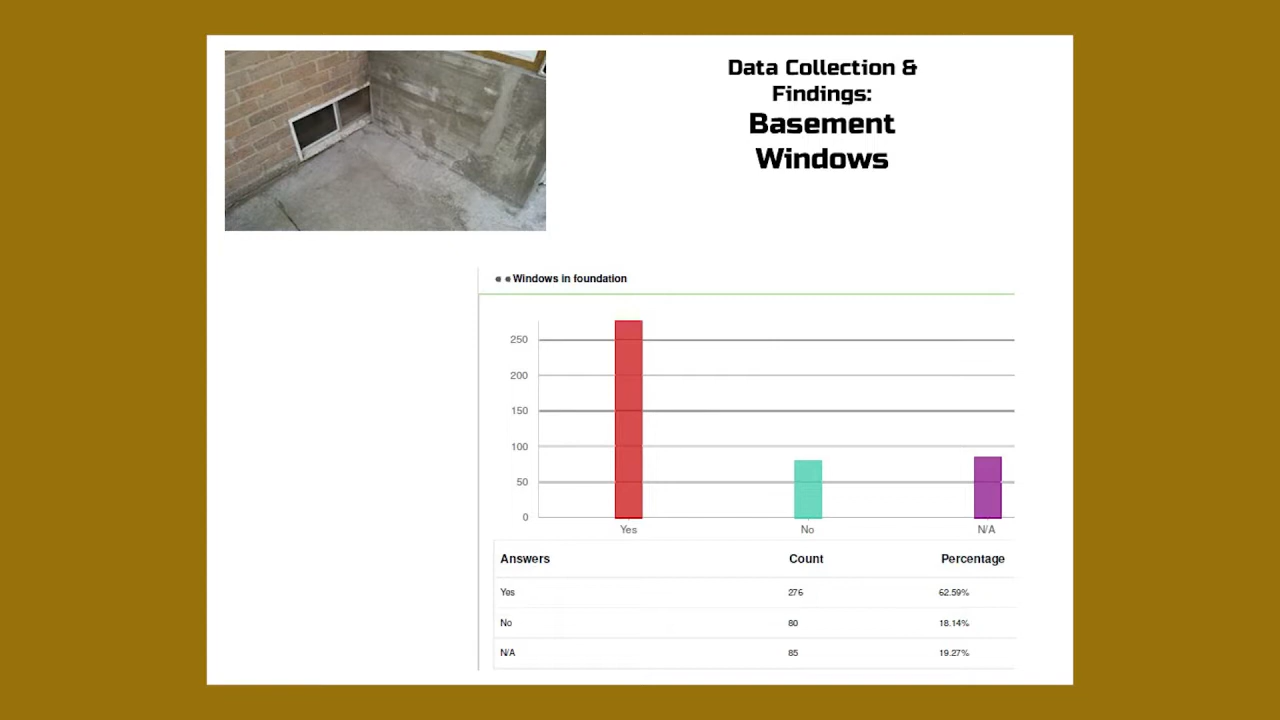 Data Collection &
Findings:
Basement
Windows
Windows in foundation
250
200
150
100
50
0
Yes No N/A
Answers Count Percentage
Yes 276 62.59%
No 80 18.14%
N/A 85 19.27%